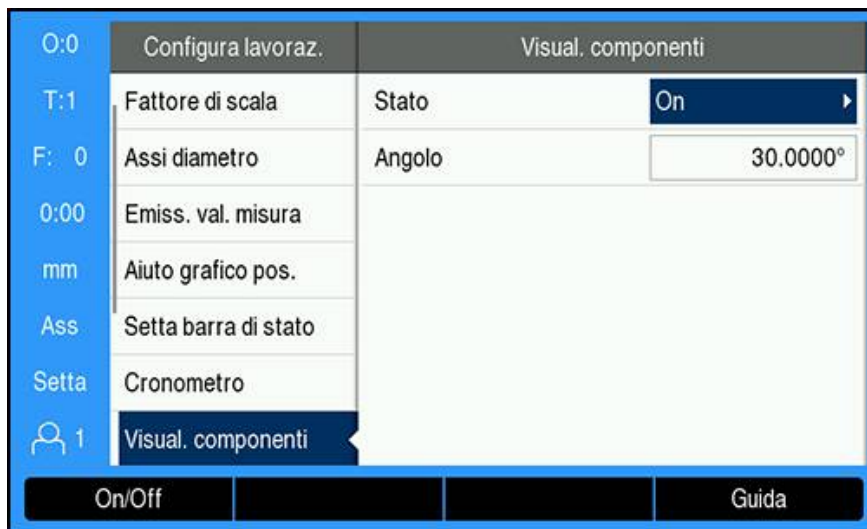 O:0
T:1
F: 0
0:00
mm
Ass
Setta
1
Configura lavoraz.
Fattore di scala
Assi diametro
Emiss. val. misura
Aiuto grafico pos.
Setta barra di stato
Cronometro
Visual. componenti
Visual. componenti
Stato On
Angolo 30.0000°
On/Off Guida